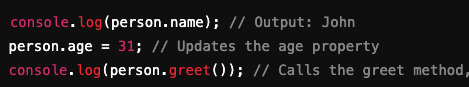 console.log(person.name); // Output: John
person.age = 31; // Updates the age property
console.log(person.greet()); // Calls the greet method,